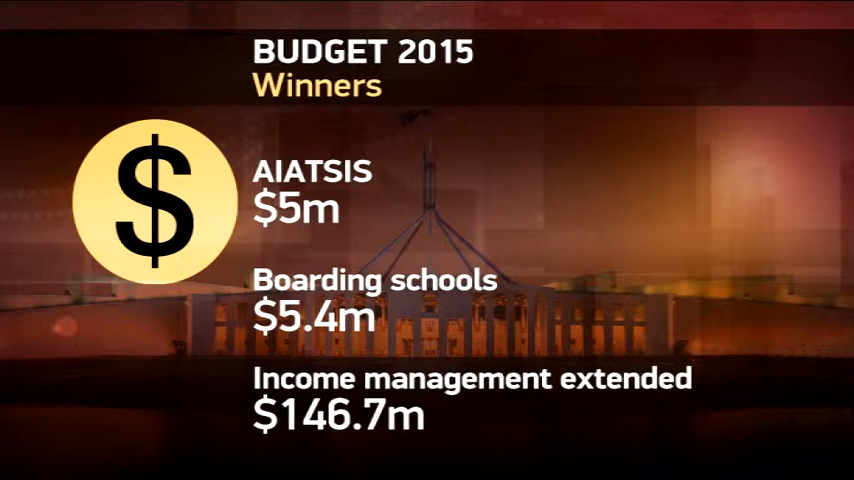 BUDGET 2015
Winners
$
AIATSIS
$5m
Boarding schools
$5.4m
Income management extended
$146.7m